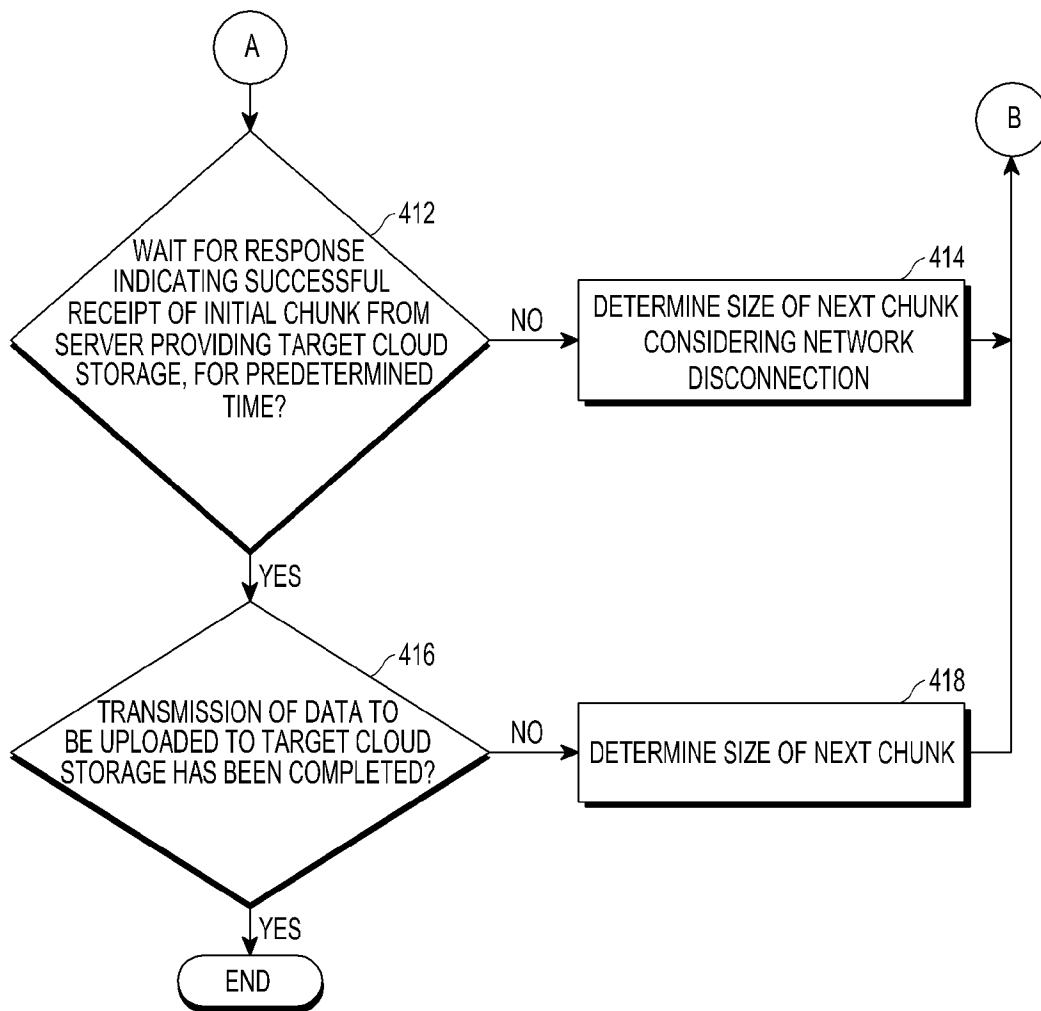 A
B
412
WAIT FOR RESPONSE
INDICATING SUCCESSFUL
RECEIPT OF INITIAL CHUNK FROM
SERVER PROVIDING TARGET CLOUD
STORAGE, FOR PREDETERMINED
TIME?
NO
414
DETERMINE SIZE OF NEXT CHUNK
CONSIDERING NETWORK
DISCONNECTION
YES
416
TRANSMISSION OF DATA TO
BE UPLOADED TO TARGET CLOUD
STORAGE HAS BEEN COMPLETED?
NO
418
DETERMINE SIZE OF NEXT CHUNK
YES
END